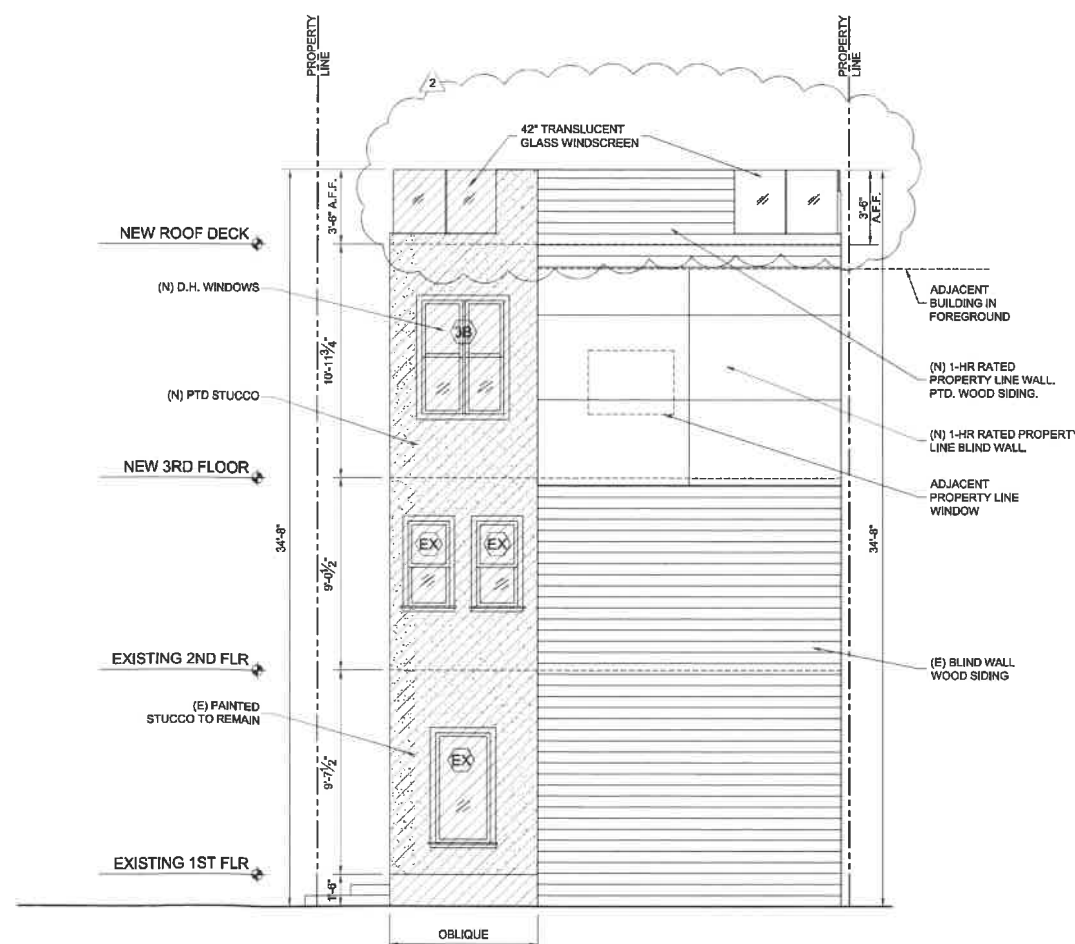 PROPERTY
LINE
PROPERTY
LINE
2
42" TRANSLUCENT
GLASS WINDSCREEN
3'-6" A.F.F.
3'-6"
A.F.F.
NEW ROOF DECK
ADJACENT
BUILDING IN
FOREGROUND
(N) D.H. WINDOWS
3B
10'-11 3/4"
(N) 1-HR RATED
PROPERTY LINE WALL.
PTD. WOOD SIDING.
(N) PTD STUCCO
(N) 1-HR RATED PROPERTY
LINE BLIND WALL
NEW 3RD FLOOR
ADJACENT
PROPERTY LINE
WINDOW
34'-8"
34'-8"
EX
EX
9'-0 1/2"
EXISTING 2ND FLR
(E) BLIND WALL
WOOD SIDING
(E) PAINTED
STUCCO TO REMAIN
EX
9'-7 1/2"
EXISTING 1ST FLR
1'-6"
OBLIQUE